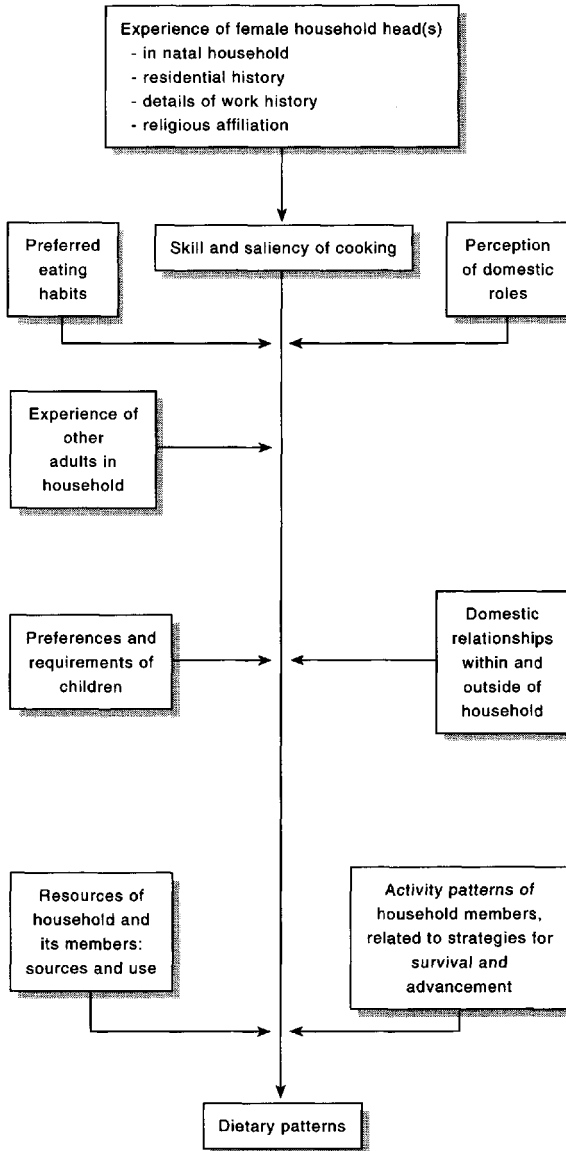 Experience of female household head(s)
- in natal household
- residential history
- details of work history
- religious affiliation
Skill and saliency of cooking
Preferred
eating
habits
Perception
of domestic
roles
Experience of
other
adults in
household
Preferences and
requirements of
children
Domestic
relationships
within and
outside of
household
Resources of
household and
its members:
sources and use
Activity patterns of
household members,
related to strategies for
survival and
advancement
Dietary patterns